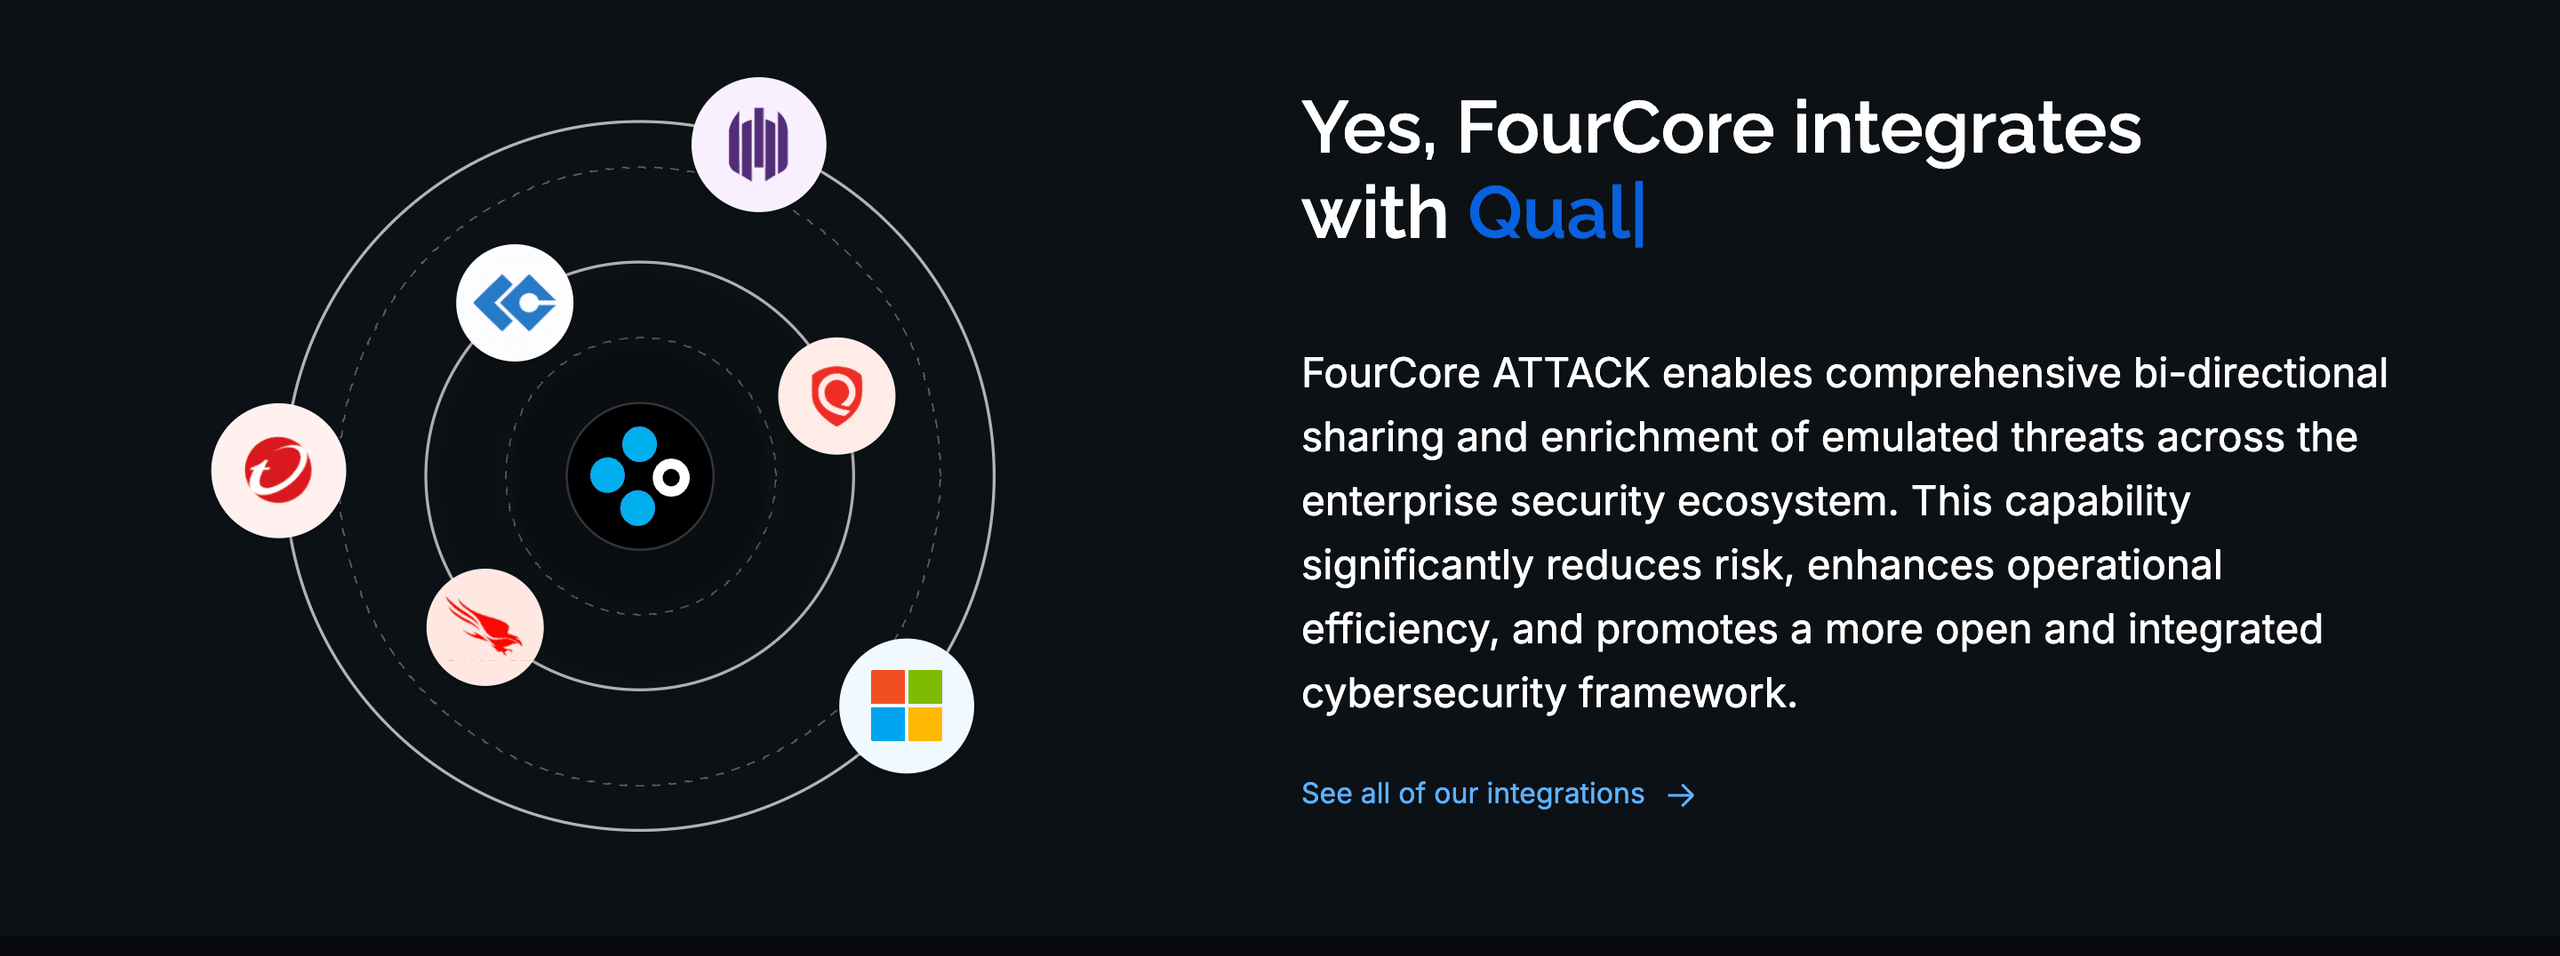 Yes, FourCore integrates
with Qual|
FourCore ATTACK enables comprehensive bi-directional
sharing and enrichment of emulated threats across the
enterprise security ecosystem. This capability
significantly reduces risk, enhances operational
efficiency, and promotes a more open and integrated
cybersecurity framework.
See all of our integrations →